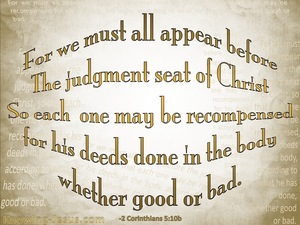 For we must all appear before
The judgment seat of Christ
So each one may be recompensed
for his deeds done in the body
whether good or bad.
-2 Corinthians 5:10b